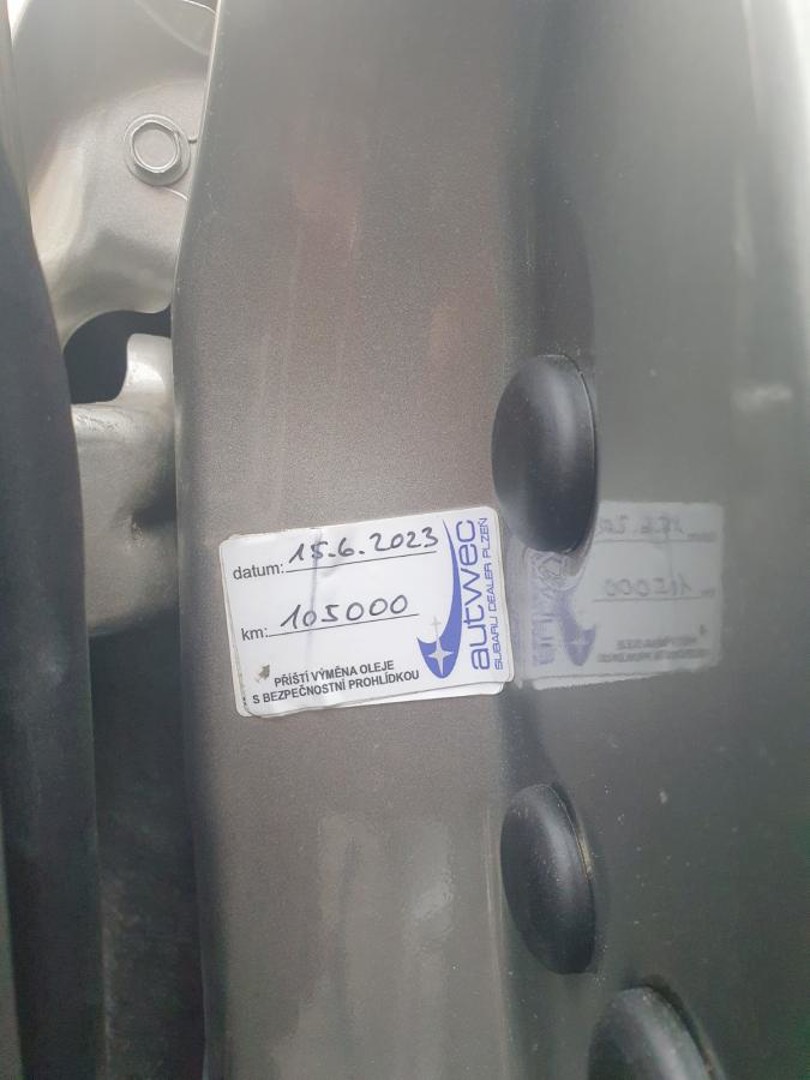 datum: 15.6.2023
km: 105000
PŘÍŠTÍ VÝMĚNA OLEJE
S BEZPEČNOSTNÍ PROHLÍDKOU
autwec
SUBARU DEALER PLZEŇ